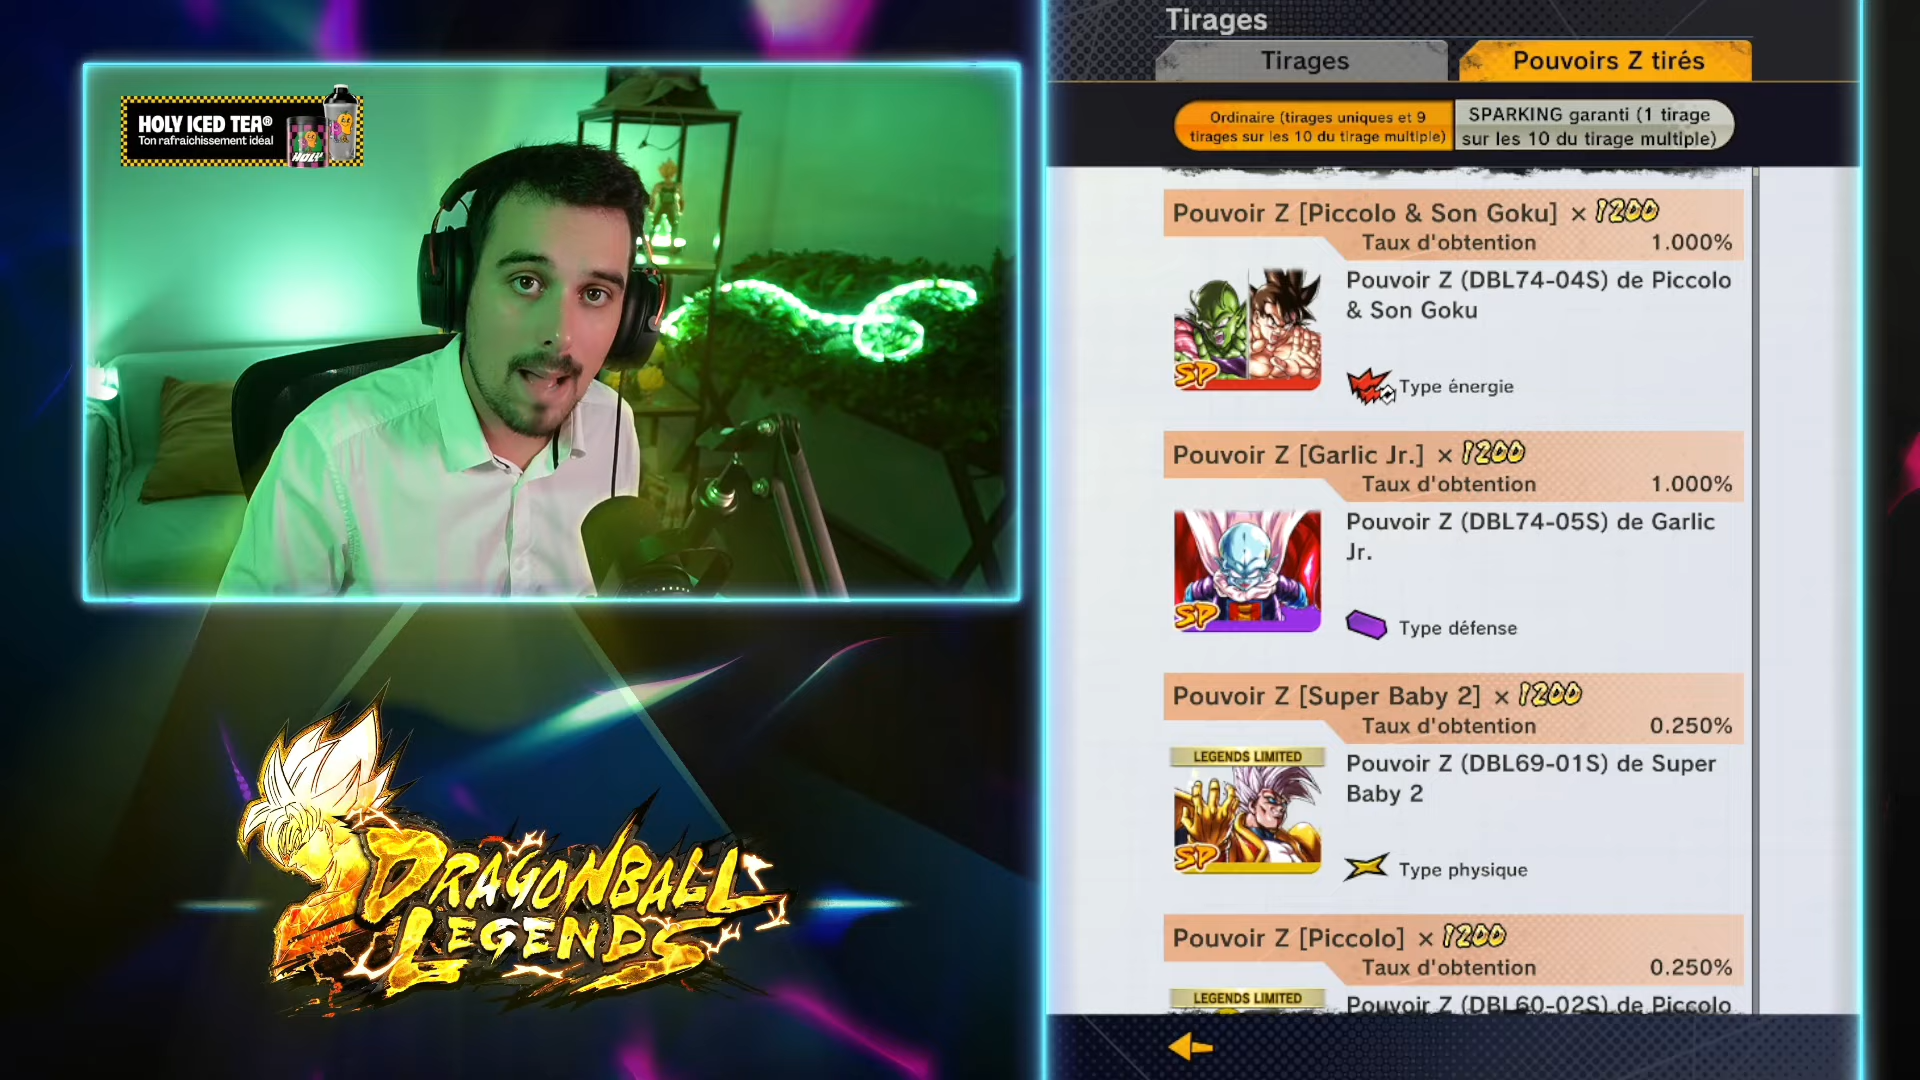 HOLY ICED TEA®
Ton rafraichissement idéal
HOLY
DRAGONBALL
LEGENDS
Tirages
Tirages
Pouvoirs Z tirés
Ordinaire (tirages uniques et 9
tirages sur les 10 du tirage multiple)
SPARKING garanti (1 tirage
sur les 10 du tirage multiple)
Pouvoir Z [Piccolo & Son Goku] × 1200
Taux d'obtention 1.000%
Pouvoir Z (DBL74-04S) de Piccolo
& Son Goku
SP
Type énergie
Pouvoir Z [Garlic Jr.] × 1200
Taux d'obtention 1.000%
Pouvoir Z (DBL74-05S) de Garlic
Jr.
SP
Type défense
Pouvoir Z [Super Baby 2] × 1200
Taux d'obtention 0.250%
LEGENDS LIMITED
Pouvoir Z (DBL69-01S) de Super
Baby 2
SP
Type physique
Pouvoir Z [Piccolo] × 1200
Taux d'obtention 0.250%
LEGENDS LIMITED
Pouvoir Z (DBL60-02S) de Piccolo